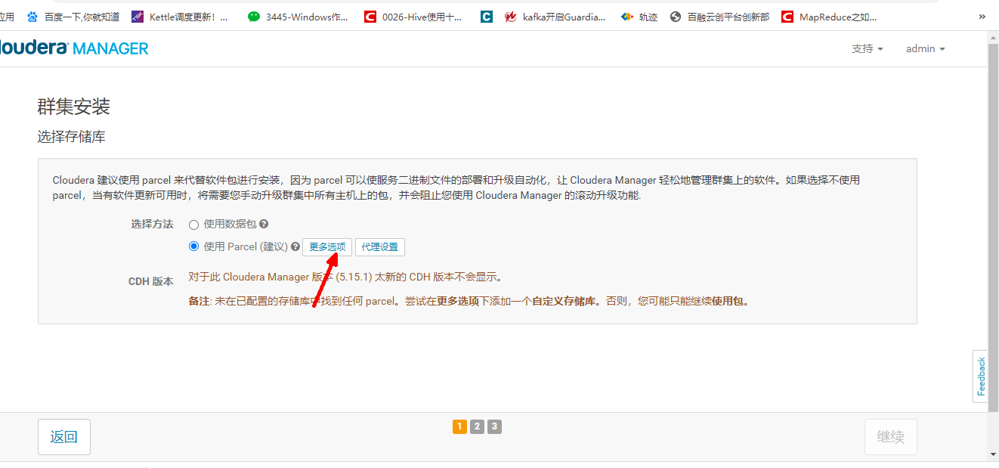 应用 百度一下,你就知道 Kettle调度更新！... 3445-Windows作... 0026-Hive使用十... kafka开启Guardia... 轨迹 百融云创平台创新部 MapReduce之如... »
loudera MANAGER 支持 admin
群集安装
选择存储库
Cloudera 建议使用 parcel 来代替软件包进行安装，因为 parcel 可以使服务二进制文件的部署和升级自动化，让 Cloudera Manager 轻松地管理群集上的软件。如果选择不使用
parcel，当有软件更新可用时，将需要您手动升级群集中所有主机上的包，并会阻止您使用 Cloudera Manager 的滚动升级功能.
选择方法 使用数据包
使用 Parcel (建议) 更多选项 代理设置
CDH 版本 对于此 Cloudera Manager 版本 (5.15.1) 太新的 CDH 版本不会显示。
备注: 未在已配置的存储库中找到任何 parcel。尝试在更多选项下添加一个自定义存储库。否则，您可能只能继续使用包。
Feedback
返回 1 2 3 继续